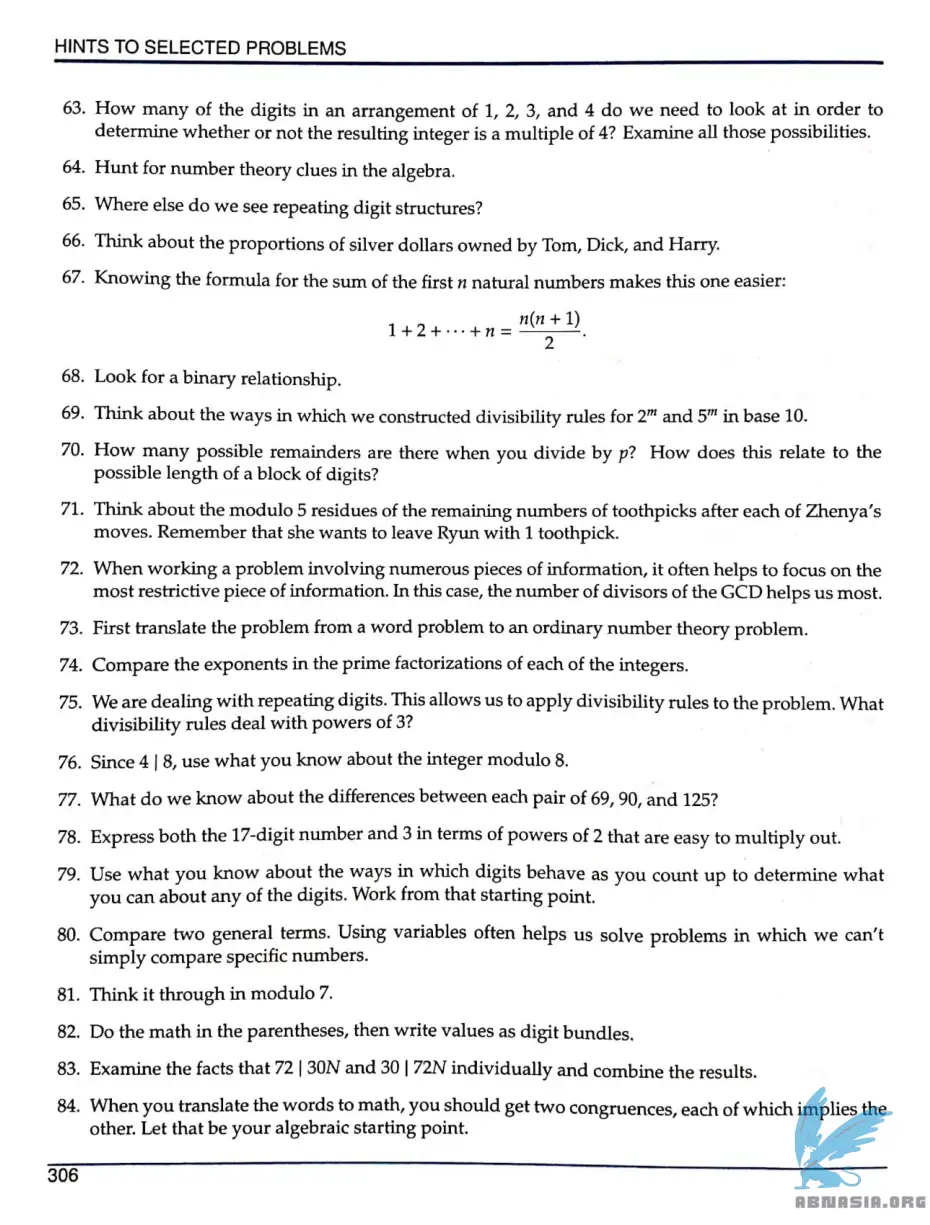 HINTS TO SELECTED PROBLEMS
63. How many of the digits in an arrangement of 1, 2, 3, and 4 do we need to look at in order to
determine whether or not the resulting integer is a multiple of 4? Examine all those possibilities.
64. Hunt for number theory clues in the algebra.
65. Where else do we see repeating digit structures?
66. Think about the proportions of silver dollars owned by Tom, Dick, and Harry.
67. Knowing the formula for the sum of the first n natural numbers makes this one easier:
1 + 2 + ··· + n = n(n + 1)/2.
68. Look for a binary relationship.
69. Think about the ways in which we constructed divisibility rules for 2^m and 5^m in base 10.
70. How many possible remainders are there when you divide by p? How does this relate to the
possible length of a block of digits?
71. Think about the modulo 5 residues of the remaining numbers of toothpicks after each of Zhenya's
moves. Remember that she wants to leave Ryun with 1 toothpick.
72. When working a problem involving numerous pieces of information, it often helps to focus on the
most restrictive piece of information. In this case, the number of divisors of the GCD helps us most.
73. First translate the problem from a word problem to an ordinary number theory problem.
74. Compare the exponents in the prime factorizations of each of the integers.
75. We are dealing with repeating digits. This allows us to apply divisibility rules to the problem. What
divisibility rules deal with powers of 3?
76. Since 4 | 8, use what you know about the integer modulo 8.
77. What do we know about the differences between each pair of 69, 90, and 125?
78. Express both the 17-digit number and 3 in terms of powers of 2 that are easy to multiply out.
79. Use what you know about the ways in which digits behave as you count up to determine what
you can about any of the digits. Work from that starting point.
80. Compare two general terms. Using variables often helps us solve problems in which we can't
simply compare specific numbers.
81. Think it through in modulo 7.
82. Do the math in the parentheses, then write values as digit bundles.
83. Examine the facts that 72 | 30N and 30 | 72N individually and combine the results.
84. When you translate the words to math, you should get two congruences, each of which implies the
other. Let that be your algebraic starting point.
306
ABNASIA.ORG